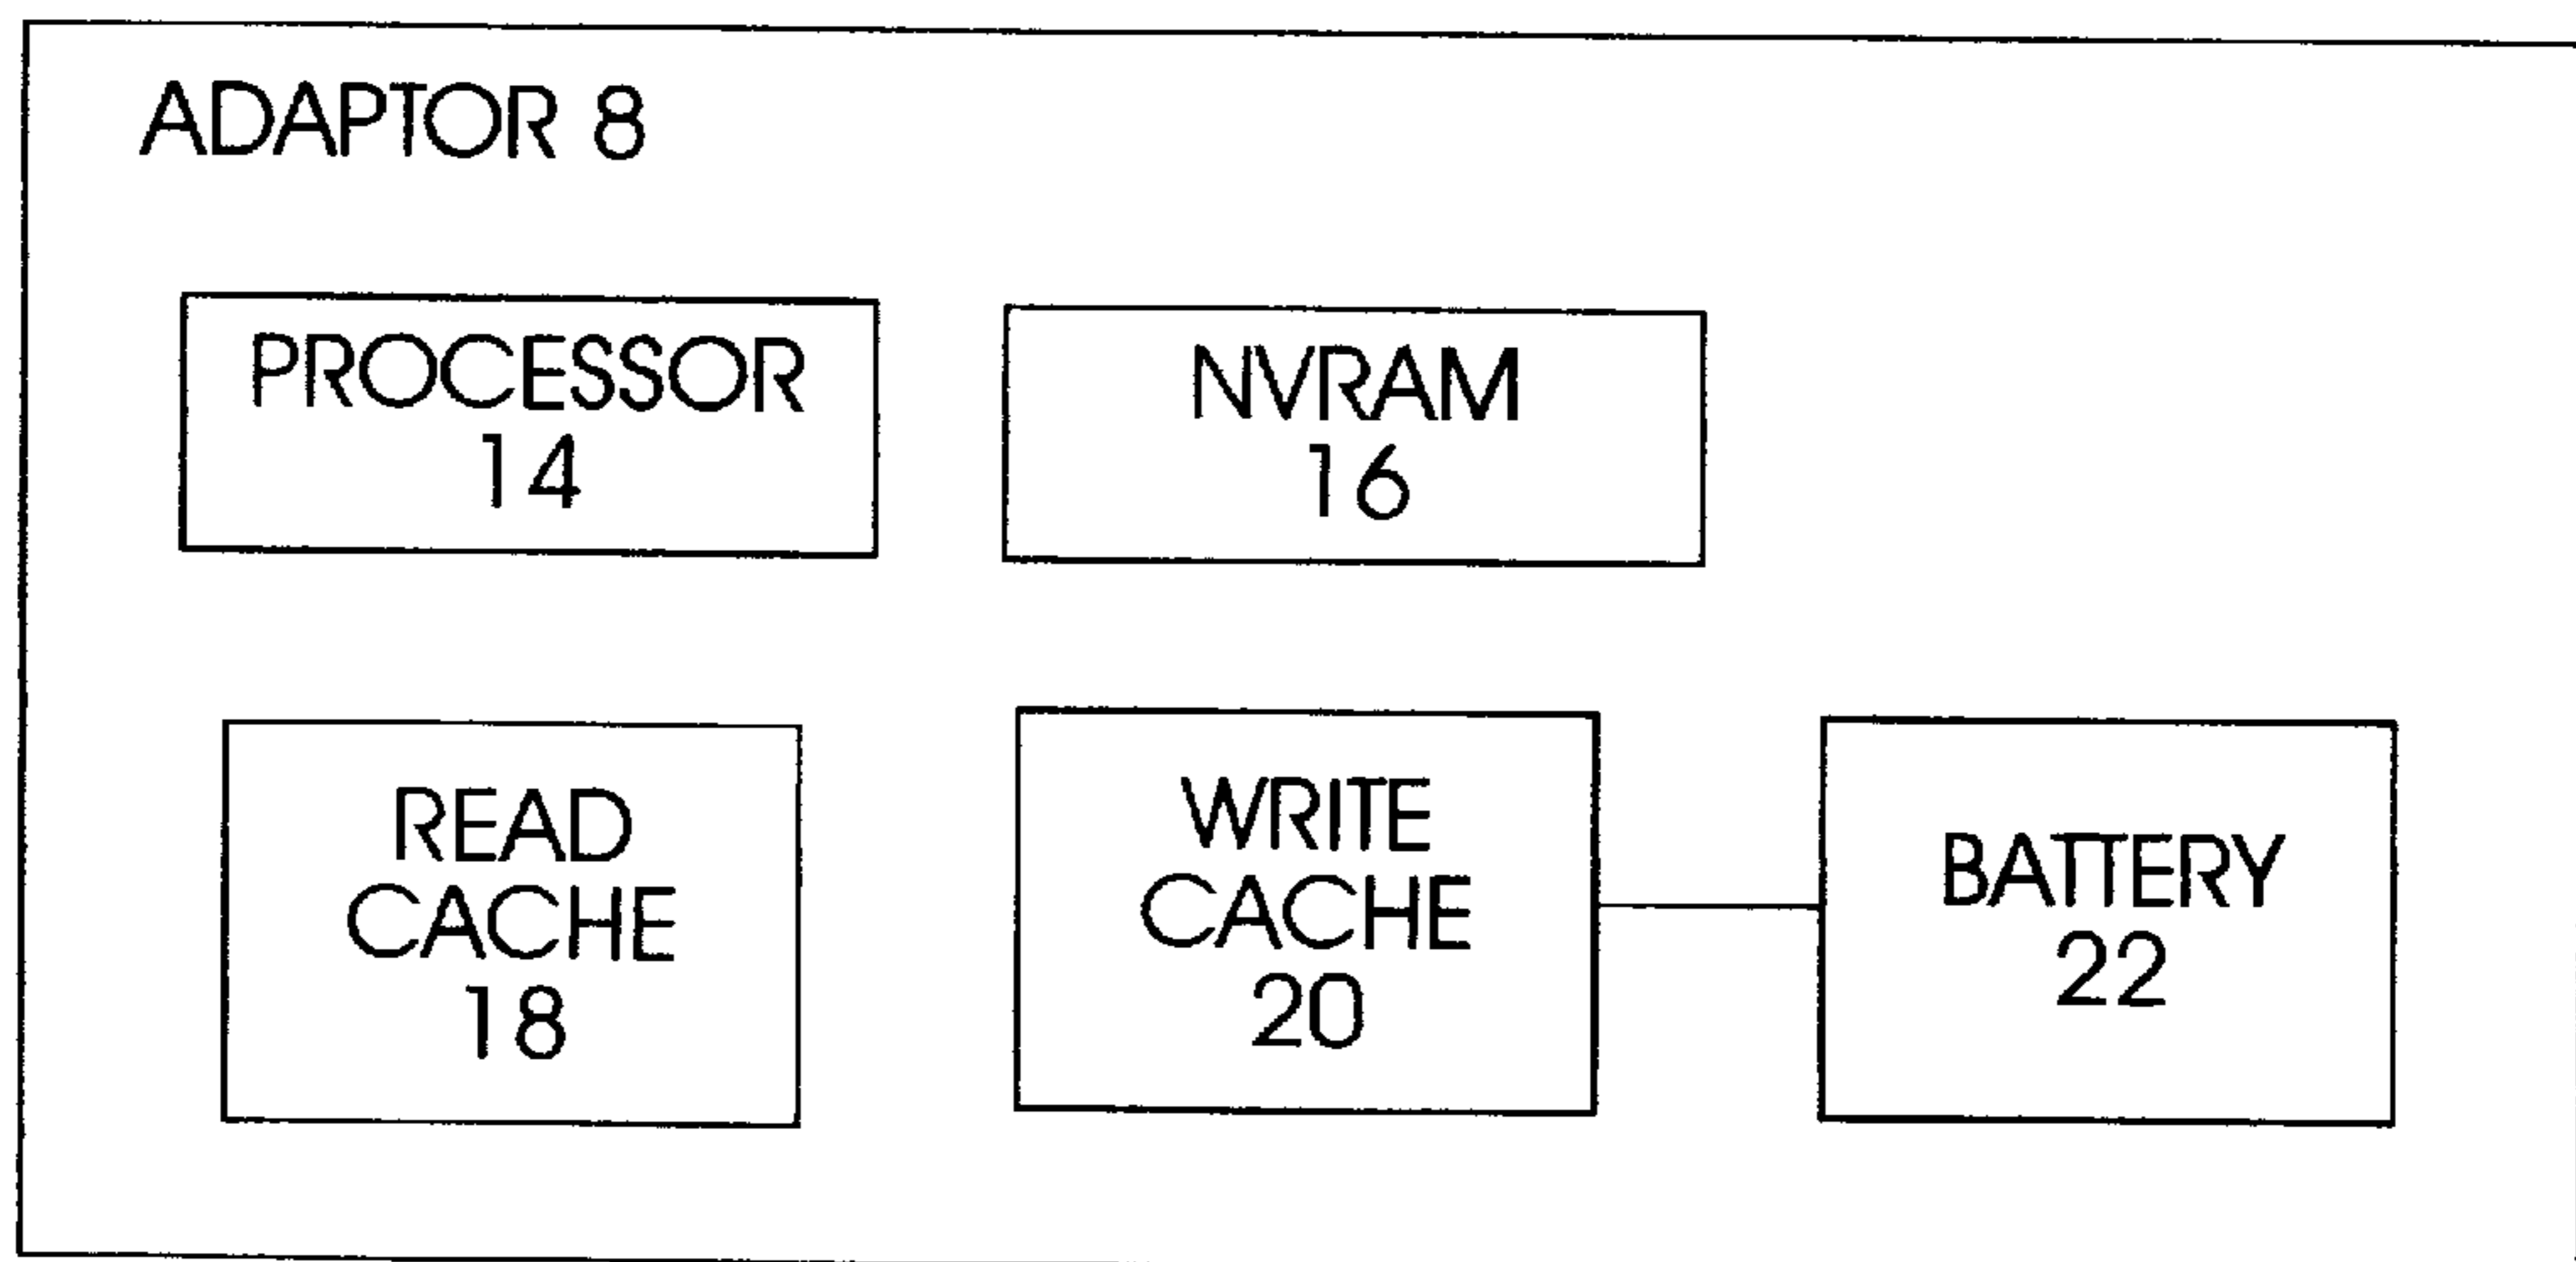 ADAPTOR 8
PROCESSOR
14
NVRAM
16
READ
CACHE
18
WRITE
CACHE
20
BATTERY
22